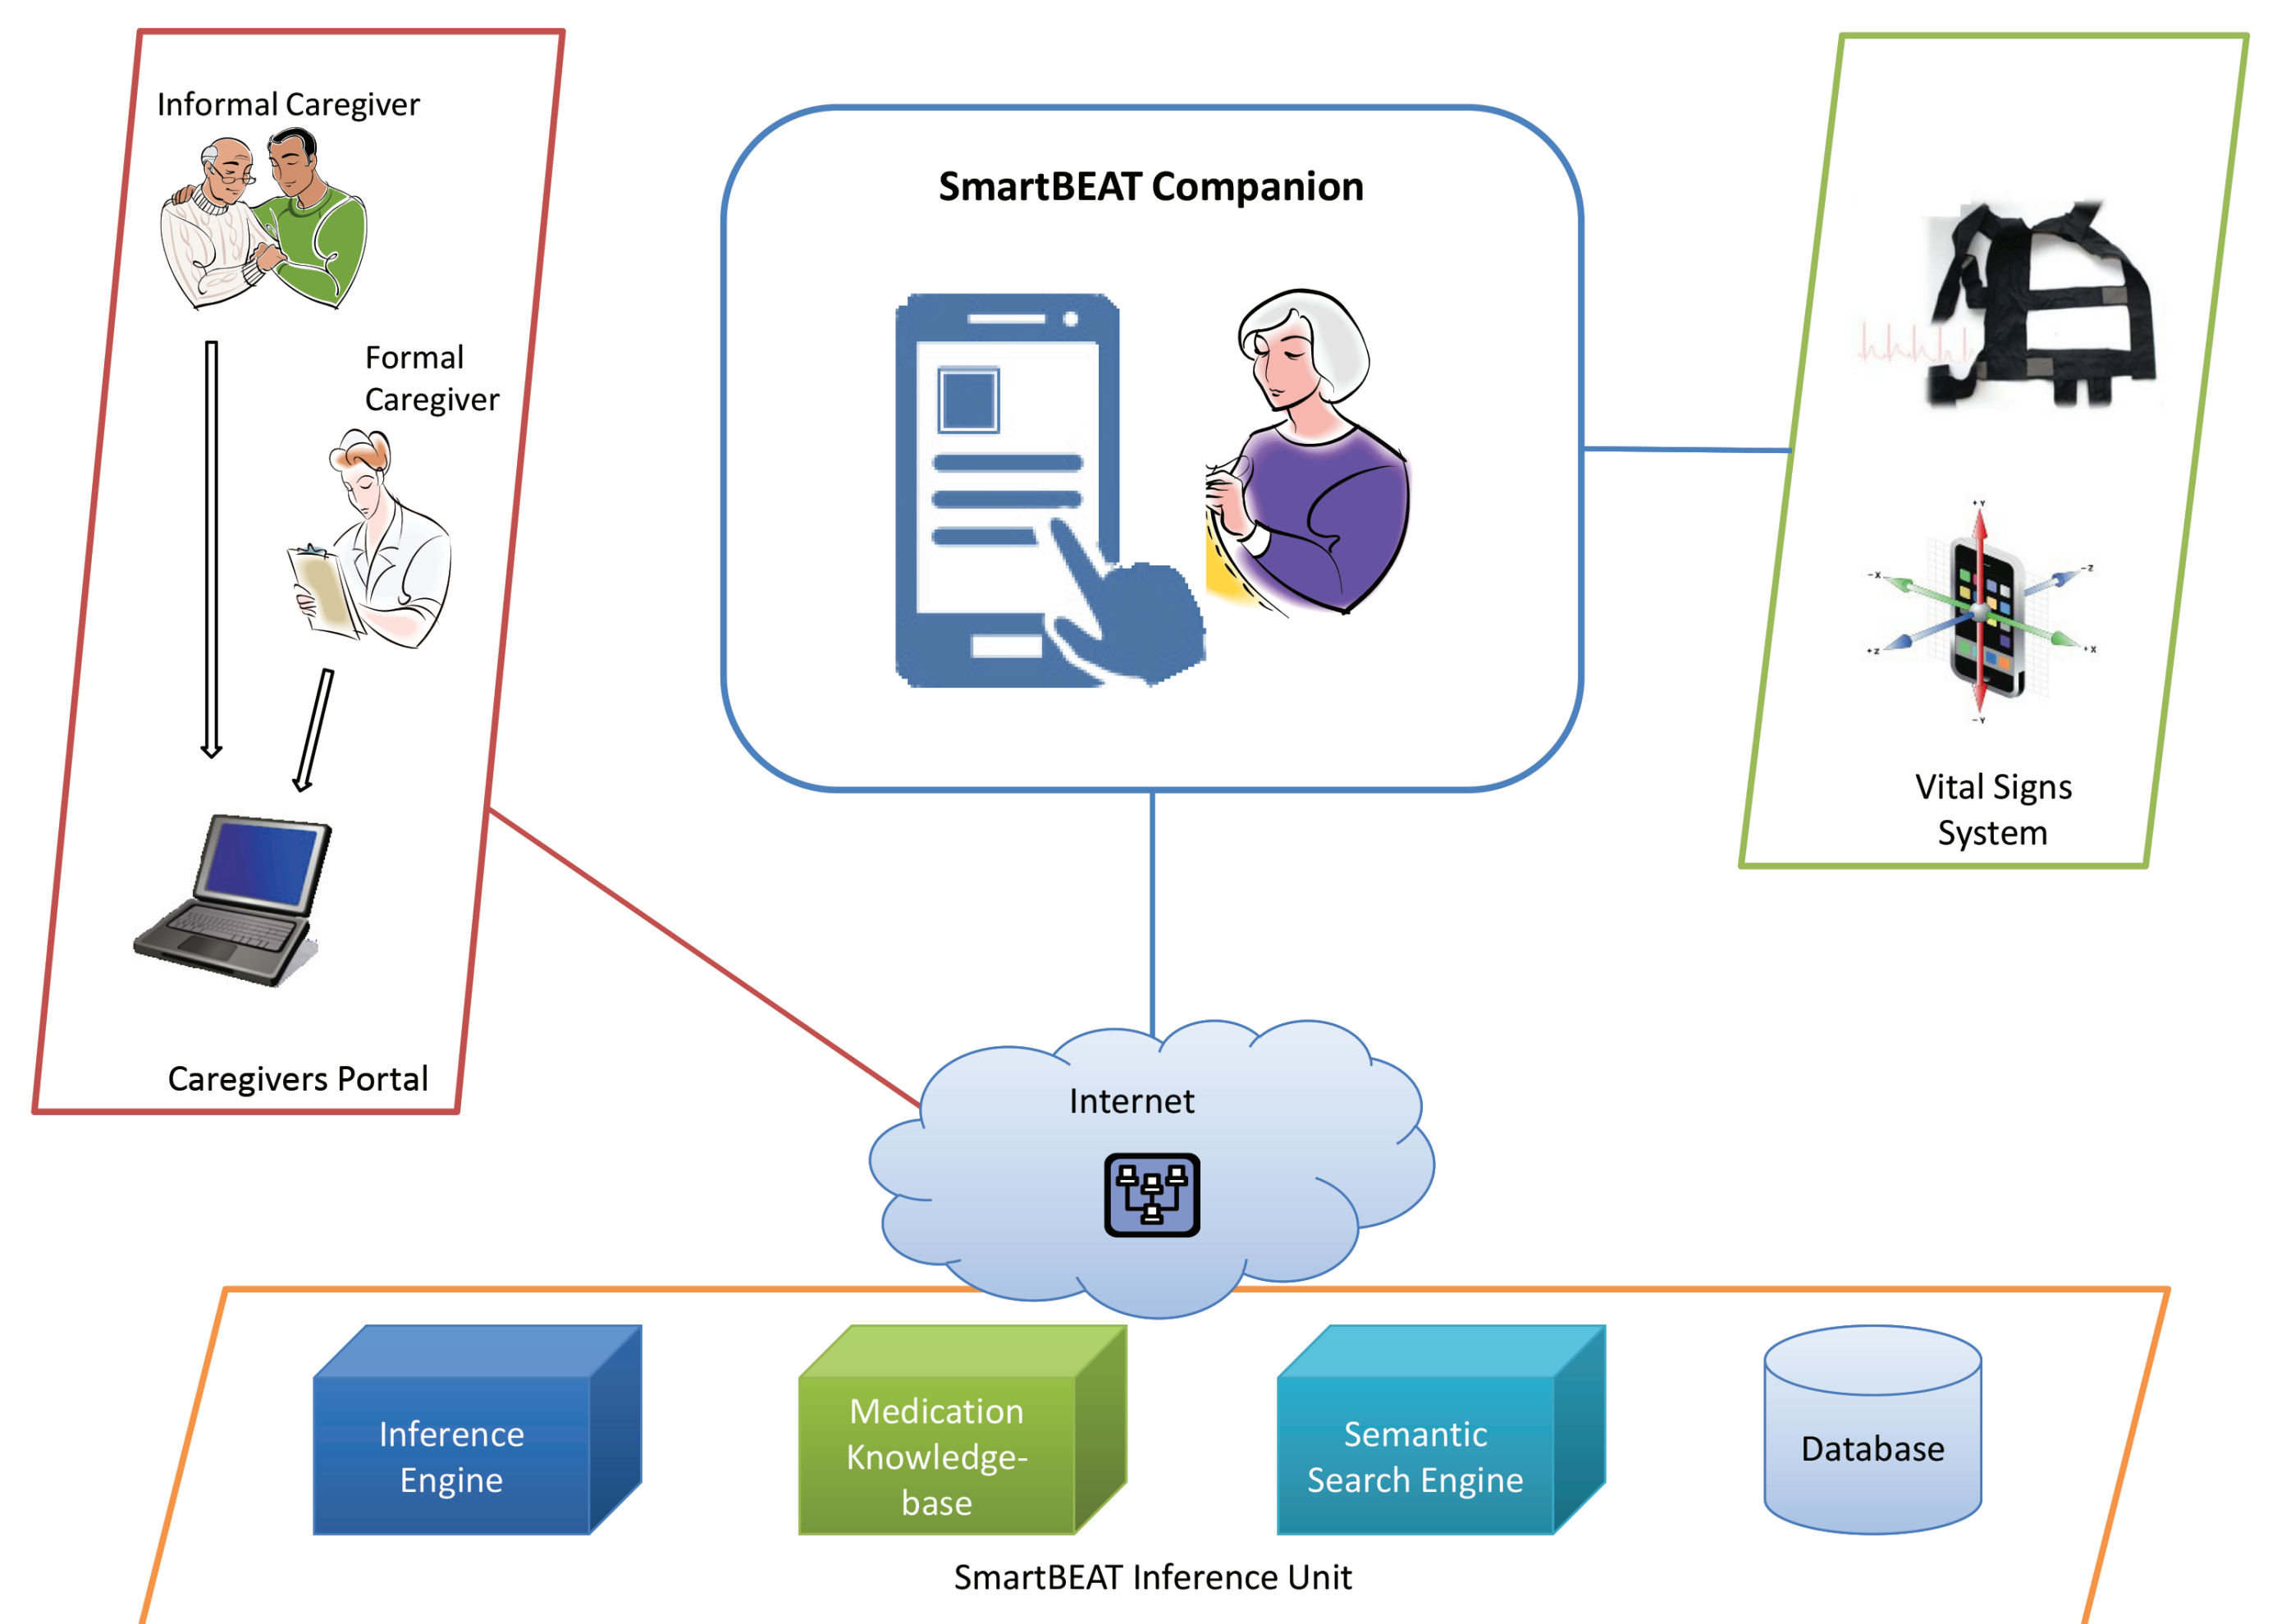 Informal Caregiver
Formal
Caregiver
Caregivers Portal
SmartBEAT Companion
+Y
-X
-Z
+Z
+X
-Y
Vital Signs
System
Internet
Inference
Engine
Medication
Knowledge-
base
Semantic
Search Engine
Database
SmartBEAT Inference Unit